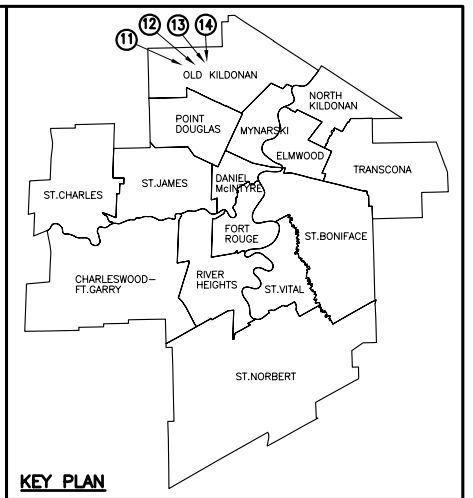 11
12
13
14
OLD KILDONAN
NORTH
KILDONAN
POINT
DOUGLAS
MYNARSKI
ELMWOOD
TRANSCONA
ST.CHARLES
ST.JAMES
DANIEL
McINTYRE
FORT
ROUGE
ST.BONIFACE
CHARLESWOOD–
FT.GARRY
RIVER
HEIGHTS
ST.VITAL
ST.NORBERT
KEY PLAN